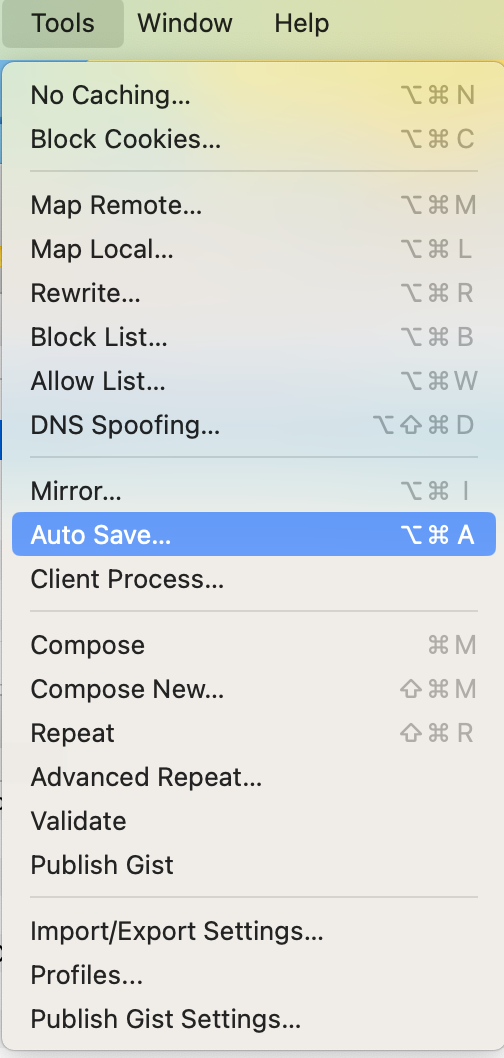 Tools Window Help
No Caching... ⌥⌘N
Block Cookies... ⌥⌘C
Map Remote... ⌥⌘M
Map Local... ⌥⌘L
Rewrite... ⌥⌘R
Block List... ⌥⌘B
Allow List... ⌥⌘W
DNS Spoofing... ⌥⇧⌘D
Mirror... ⌥⌘I
Auto Save... ⌥⌘A
Client Process...
Compose ⌘M
Compose New... ⇧⌘M
Repeat ⇧⌘R
Advanced Repeat...
Validate
Publish Gist
Import/Export Settings...
Profiles...
Publish Gist Settings...